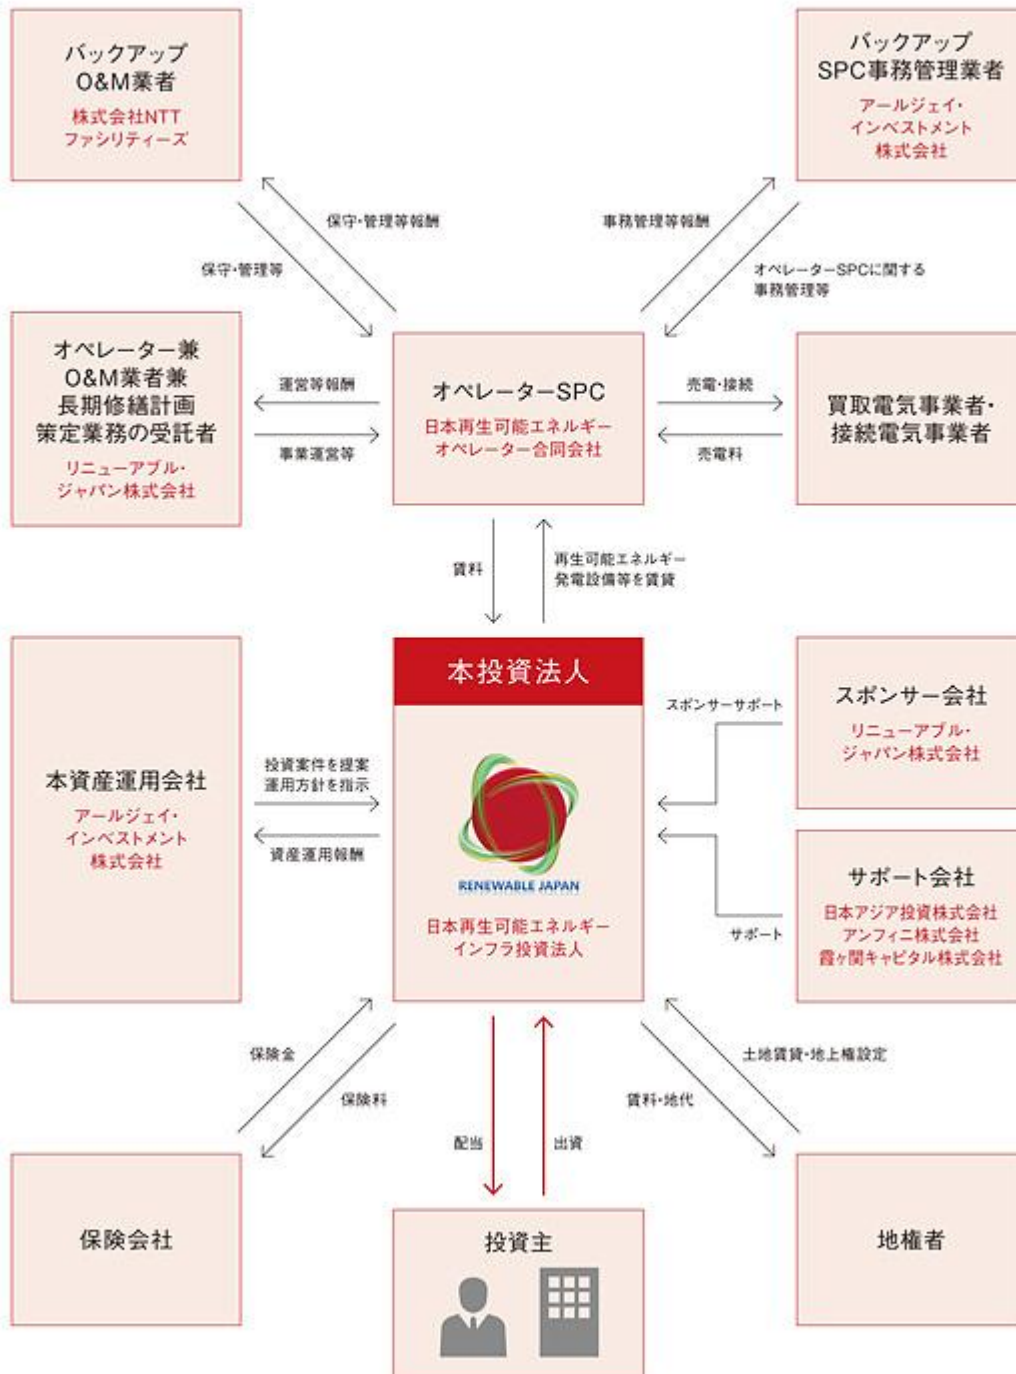 バックアップ
O&M業者
株式会社NTT
ファシリティーズ
バックアップ
SPC事務管理業者
アールジェイ・
インベストメント
株式会社
保守・管理等報酬
保守・管理等
事務管理等報酬
オペレーターSPCに関する
事務管理等
オペレーター兼
O&M業者兼
長期修繕計画
策定業務の受託者
リニューアブル・
ジャパン株式会社
運営等報酬
事業運営等
オペレーターSPC
日本再生可能エネルギー
オペレーター合同会社
売電・接続
売電料
買取電気事業者・
接続電気事業者
賃料
再生可能エネルギー
発電設備等を賃貸
本資産運用会社
アールジェイ・
インベストメント
株式会社
投資案件を提案
運用方針を指示
資産運用報酬
本投資法人
RENEWABLE JAPAN
日本再生可能エネルギー
インフラ投資法人
スポンサーサポート
サポート
スポンサー会社
リニューアブル・
ジャパン株式会社
サポート会社
日本アジア投資株式会社
アンフィニ株式会社
霞ヶ関キャピタル株式会社
保険金
保険料
配当
出資
土地賃貸・地上権設定
賃料・地代
保険会社
投資主
地権者